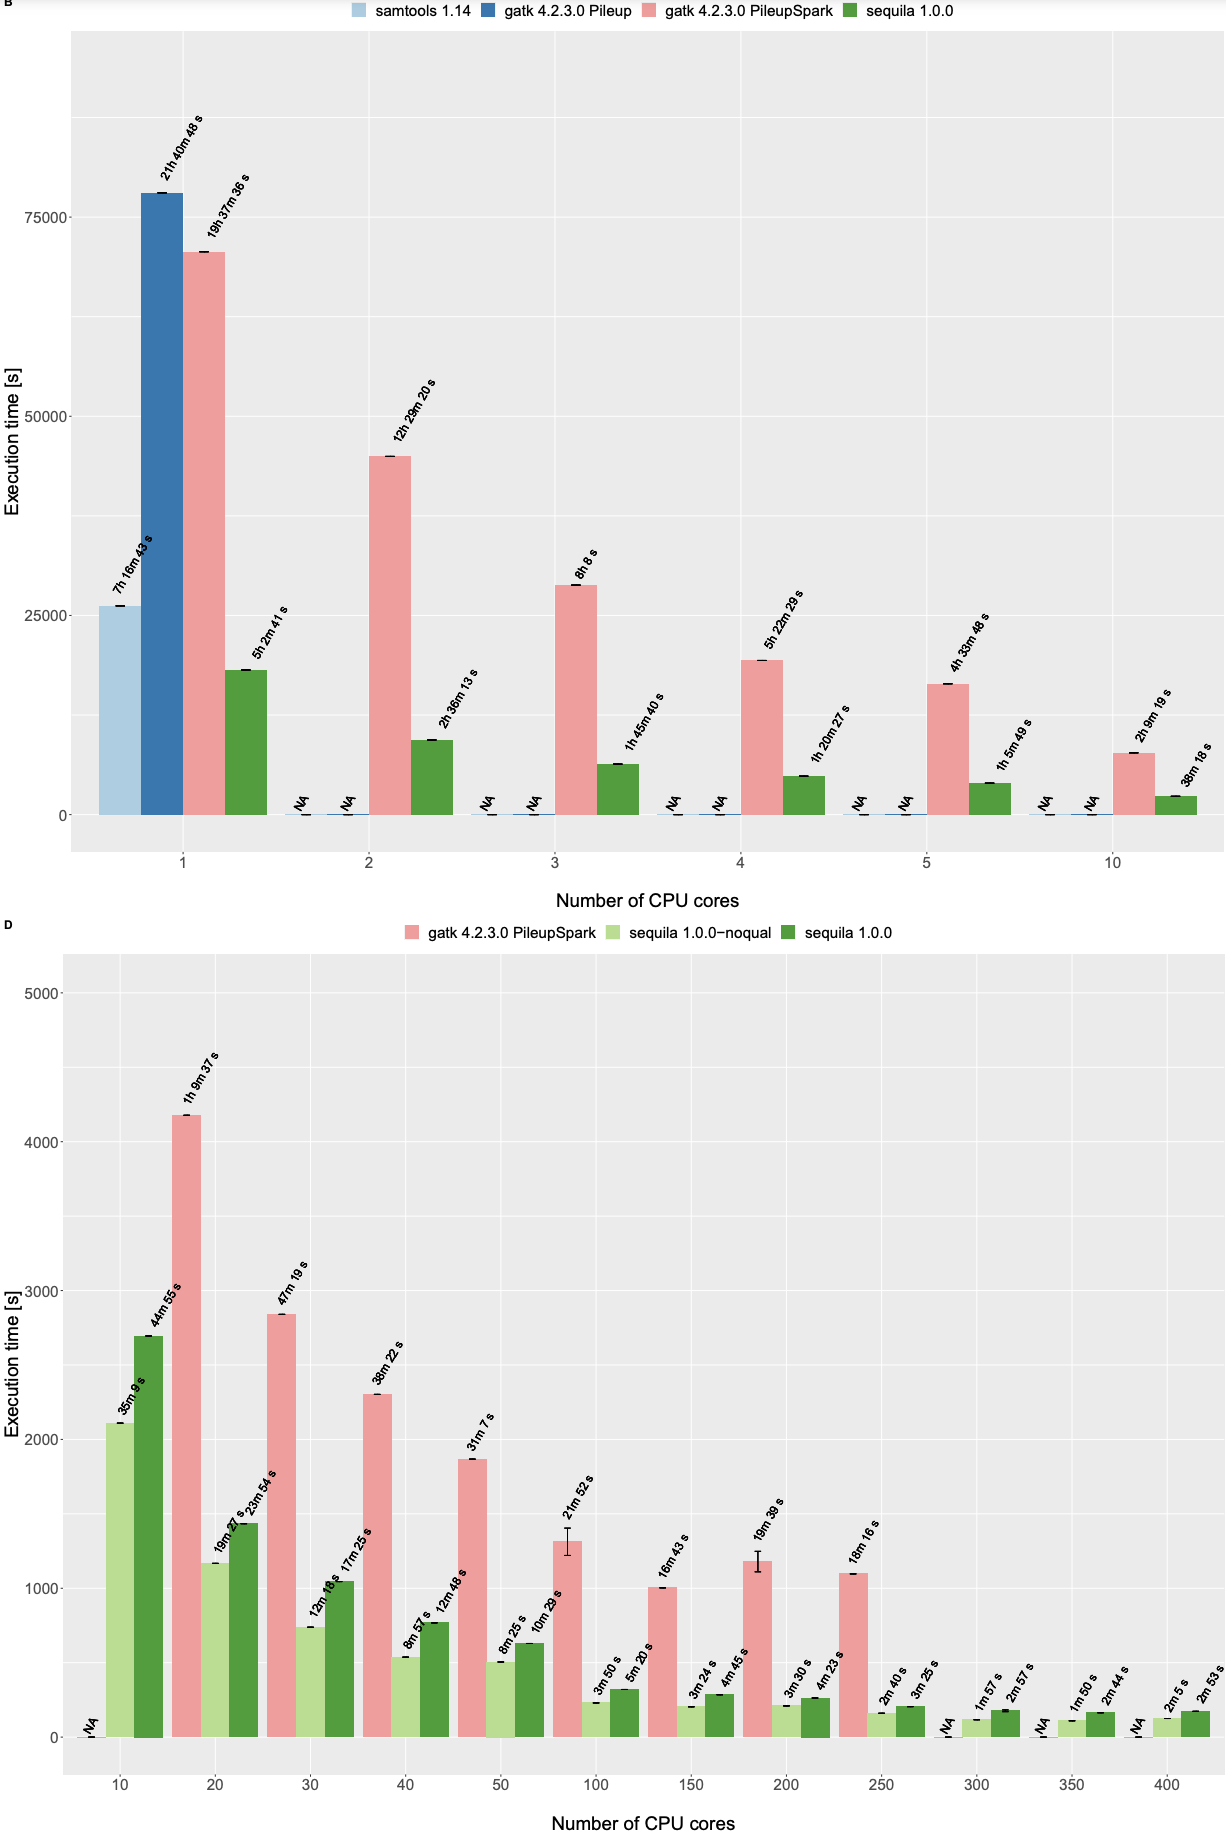 B
samtools 1.14 gatk 4.2.3.0 Pileup gatk 4.2.3.0 PileupSpark sequila 1.0.0
Execution time [s]
75000
50000
25000
0
7h 16m 43 s
21h 40m 48 s
19h 37m 36 s
5h 2m 41 s
NA
NA
12h 29m 20 s
2h 36m 13 s
NA
NA
8h 8 s
1h 45m 40 s
NA
NA
5h 22m 29 s
1h 20m 27 s
NA
NA
4h 33m 48 s
1h 5m 49 s
NA
NA
2h 9m 19 s
38m 18 s
1 2 3 4 5 10
Number of CPU cores
D
gatk 4.2.3.0 PileupSpark sequila 1.0.0−noqual sequila 1.0.0
Execution time [s]
5000
4000
3000
2000
1000
0
NA
35m 9 s
44m 55 s
1h 9m 37 s
19m 27 s
23m 54 s
47m 19 s
12m 18 s
17m 25 s
38m 22 s
8m 57 s
12m 48 s
31m 7 s
8m 25 s
10m 29 s
21m 52 s
3m 50 s
5m 20 s
16m 43 s
3m 24 s
4m 45 s
19m 39 s
3m 30 s
4m 23 s
18m 16 s
2m 40 s
3m 25 s
NA
1m 57 s
2m 57 s
NA
1m 50 s
2m 44 s
NA
2m 5 s
2m 53 s
10 20 30 40 50 100 150 200 250 300 350 400
Number of CPU cores